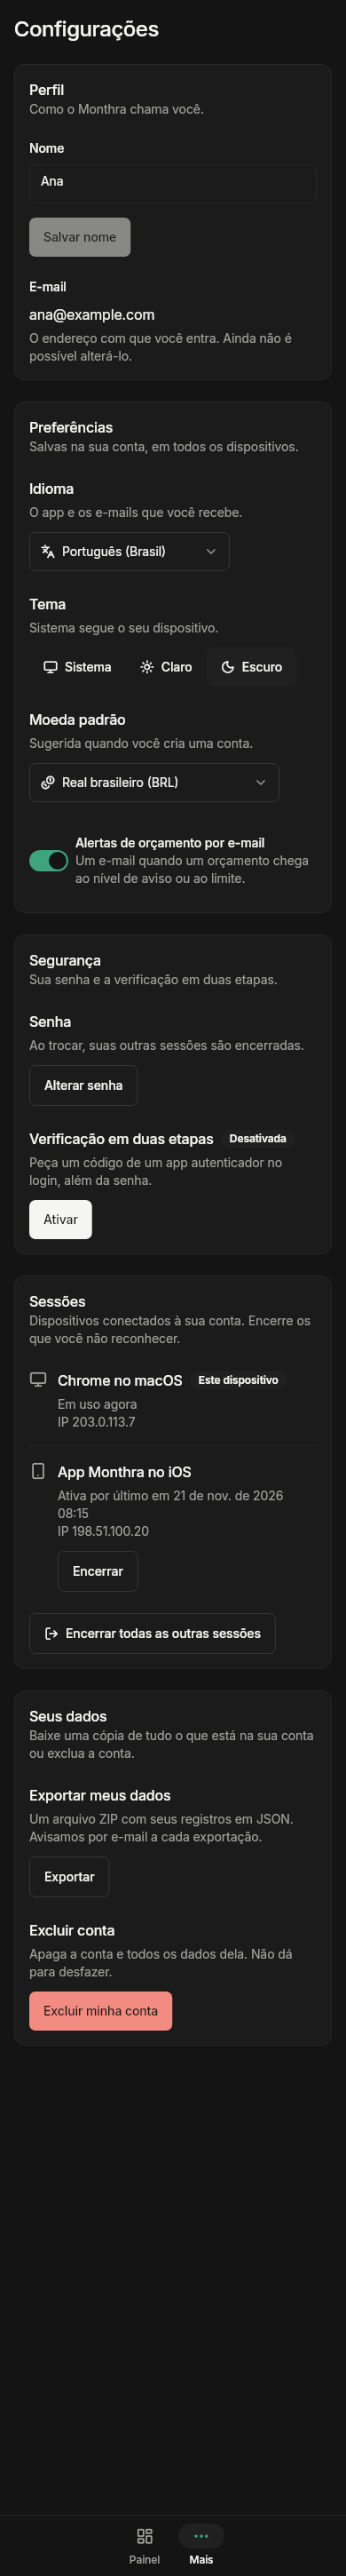 Configurações
Perfil
Como o Monthra chama você.
Nome
Ana
Salvar nome
E-mail
ana@example.com
O endereço com que você entra. Ainda não é
possível alterá-lo.
Preferências
Salvas na sua conta, em todos os dispositivos.
Idioma
O app e os e-mails que você recebe.
Português (Brasil)
Tema
Sistema segue o seu dispositivo.
Sistema
Claro
Escuro
Moeda padrão
Sugerida quando você cria uma conta.
Real brasileiro (BRL)
Alertas de orçamento por e-mail
Um e-mail quando um orçamento chega
ao nível de aviso ou ao limite.
Segurança
Sua senha e a verificação em duas etapas.
Senha
Ao trocar, suas outras sessões são encerradas.
Alterar senha
Verificação em duas etapas
Desativada
Peça um código de um app autenticador no
login, além da senha.
Ativar
Sessões
Dispositivos conectados à sua conta. Encerre os
que você não reconhecer.
Chrome no macOS
Este dispositivo
Em uso agora
IP 203.0.113.7
App Monthra no iOS
Ativa por último em 21 de nov. de 2026
08:15
IP 198.51.100.20
Encerrar
Encerrar todas as outras sessões
Seus dados
Baixe uma cópia de tudo o que está na sua conta
ou exclua a conta.
Exportar meus dados
Um arquivo ZIP com seus registros em JSON.
Avisamos por e-mail a cada exportação.
Exportar
Excluir conta
Apaga a conta e todos os dados dela. Não dá
para desfazer.
Excluir minha conta
Painel
Mais